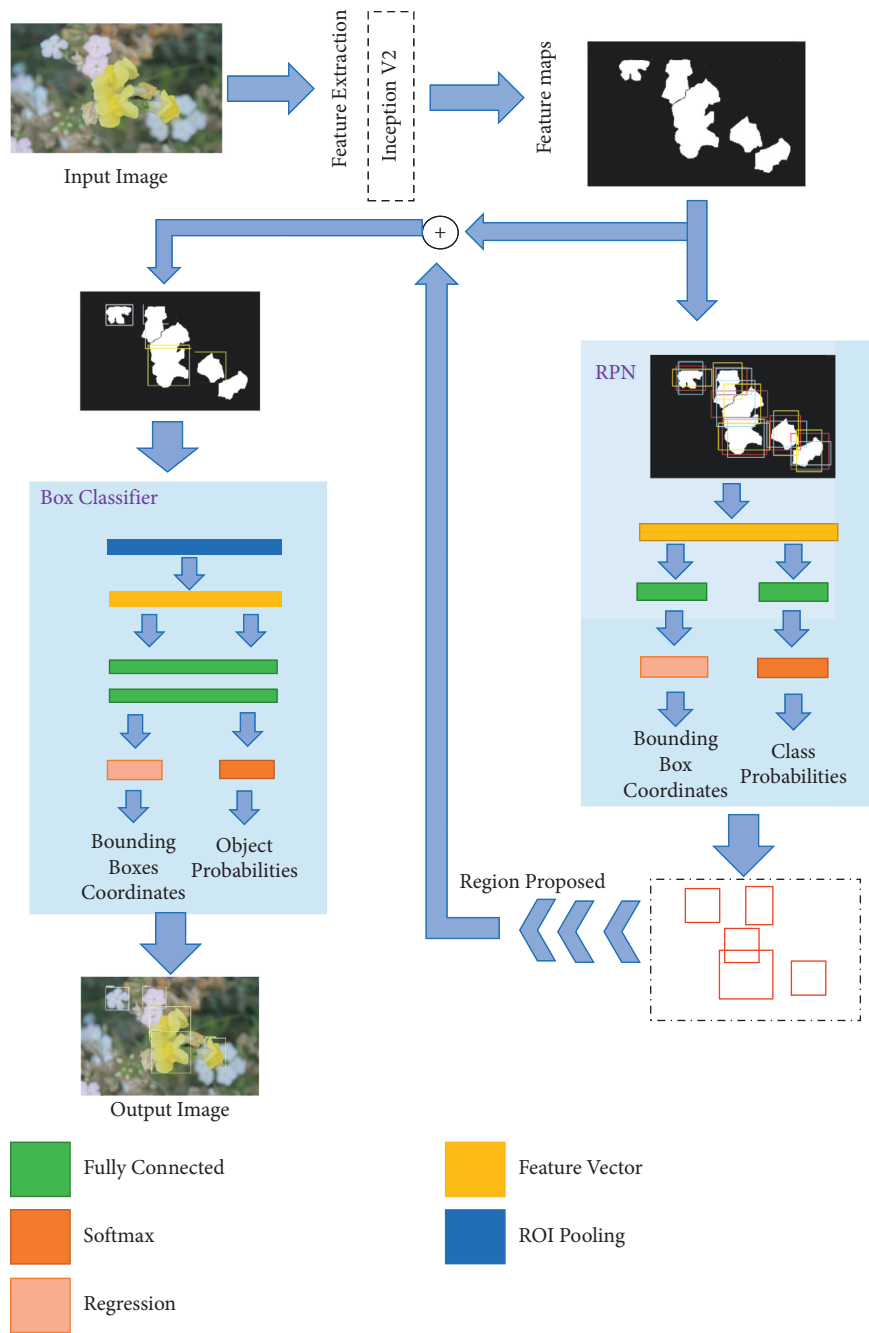 Input Image
Feature Extraction
Inception V2
Feature maps
+
RPN
Box Classifier
Bounding
Box
Coordinates
Class
Probabilities
Bounding
Boxes
Coordinates
Object
Probabilities
Region Proposed
Output Image
Fully Connected
Feature Vector
Softmax
ROI Pooling
Regression